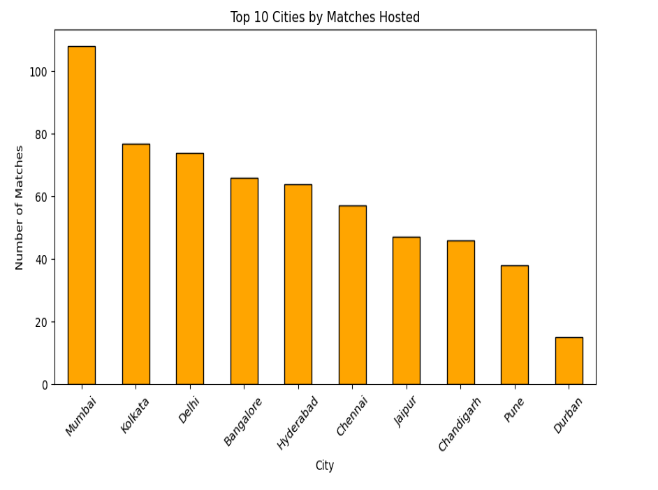 Top 10 Cities by Matches Hosted
Number of Matches
100
80
60
40
20
0
Mumbai
Kolkata
Delhi
Bangalore
Hyderabad
Chennai
Jaipur
Chandigarh
Pune
Durban
City